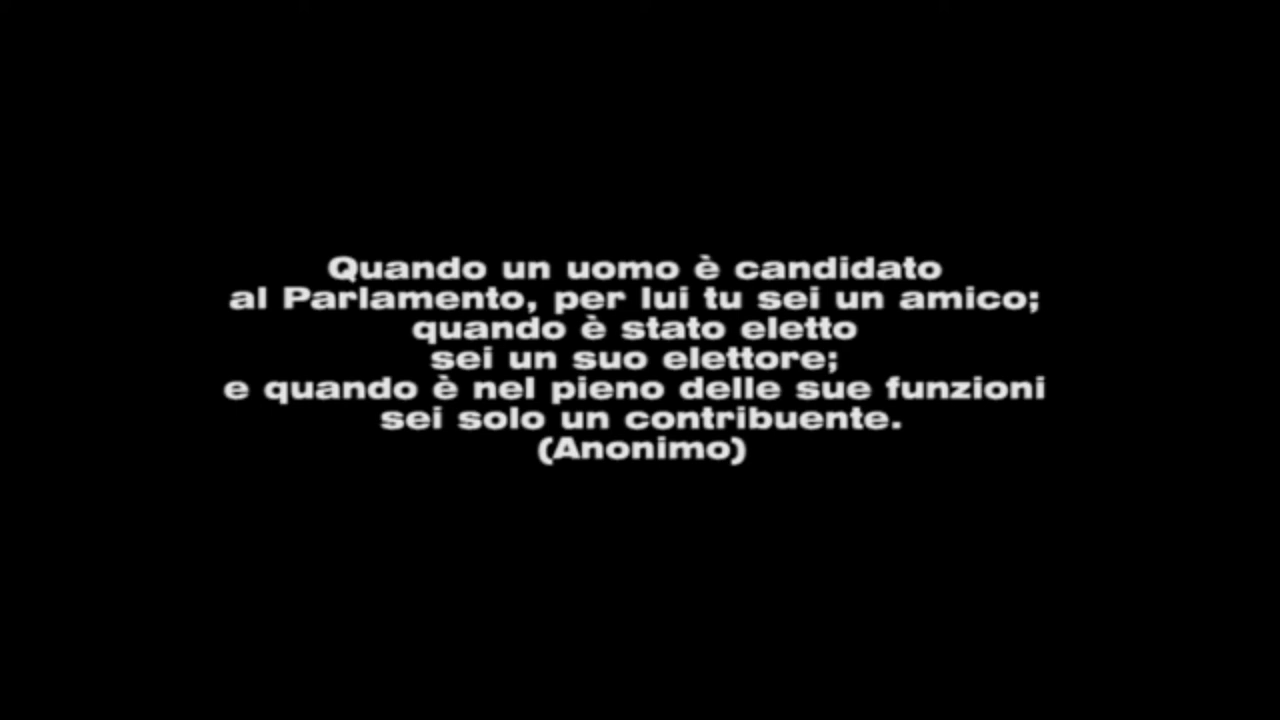 Quando un uomo è candidato
al Parlamento, per lui tu sei un amico;
quando è stato eletto
sei un suo elettore;
e quando è nel pieno delle sue funzioni
sei solo un contribuente.
(Anonimo)